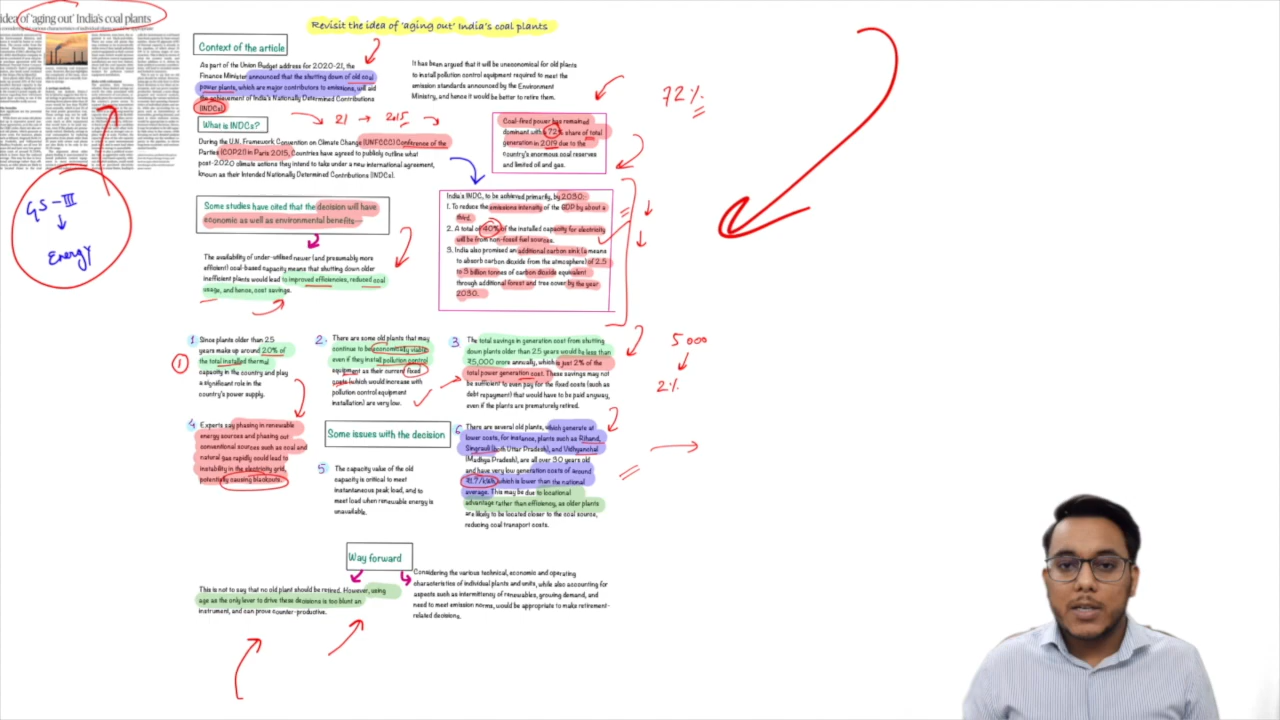 idea of 'aging out' India's coal plants
Revisit the idea of 'aging out' India's coal plants
Context of the article
As part of the Union Budget address for 2020-21, the
Finance Minister announced that the shutting down of old coal
power plants, which are major contributors to emissions, will aid
the achievement of India's Nationally Determined Contributions
(INDCs)
21 2015
What is INDCs?
During the U.N. Framework Convention on Climate Change (UNFCCC) Conference of the
Parties (COP21) in Paris 2015, Countries have agreed to publicly outline what
post-2020 climate actions they intend to take under a new international agreement,
known as their Intended Nationally Determined Contributions (INDCs).
It has been argued that it will be uneconomical for old plants
to install pollution control equipment required to meet the
emission standards announced by the Environment
Ministry, and hence it would be better to retire them.
72%
Coal-fired power has remained
dominant with a 72% share of total
generation in 2019 due to the
country's enormous coal reserves
and limited oil and gas.
GS-III
Energy
Some studies have cited that the decision will have
economic as well as environmental benefits—
The availability of under-utilised newer (and presumably more
efficient) coal-based capacity means that shutting down older
inefficient plants would lead to improved efficiencies, reduced coal
usage, and hence, cost savings.
India's INDC, to be achieved primarily, by 2030:
1. To reduce the emissions intensity of the GDP by about a
third.
2. A total of 40% of the installed capacity for electricity
will be from non-fossil fuel sources.
3. India also promised an additional carbon sink (a means
to absorb carbon dioxide from the atmosphere) of 2.5
to 3 billion tonnes of carbon dioxide equivalent
through additional forest and tree cover by the year
2030.
1
1. Since plants older than 25
years make up around 20% of
the total installed thermal
capacity in the country and play
a significant role in the
country's power supply.
2. There are some old plants that may
continue to be economically viable
even if they install pollution control
equipment as their current fixed
costs (which would increase with
pollution control equipment
installation) are very low.
3. The total savings in generation cost from shutting
down plants older than 25 years would be less than
₹5,000 crore annually, which is just 2% of the
total power generation cost. These savings may not
be sufficient to even pay for the fixed costs (such as
debt repayment) that would have to be paid anyway,
even if the plants are prematurely retired.
5000
2%
4. Experts say phasing in renewable
energy sources and phasing out
conventional sources such as coal and
natural gas rapidly could lead to
instability in the electricity grid,
potentially causing blackouts.
Some issues with the decision
5. The capacity value of the old
capacity is critical to meet
instantaneous peak load, and to
meet load when renewable energy is
unavailable.
6. There are several old plants, which generate at
lower costs, for instance, plants such as Rihand,
Singrauli (both Uttar Pradesh), and Vidhyanchal
(Madhya Pradesh), are all over 30 years old
and have very low generation costs of around
₹1.7/kWh, which is lower than the national
average. This may be due to locational
advantage rather than efficiency, as older plants
are likely to be located closer to the coal source,
reducing coal transport costs.
Way forward
This is not to say that no old plant should be retired. However, using
age as the only lever to drive these decisions is too blunt an
instrument, and can prove counter-productive.
Considering the various technical, economic and operating
characteristics of individual plants and units, while also accounting for
aspects such as intermittency of renewables, growing demand, and
need to meet emission norms, would be appropriate to make retirement-
related decisions.